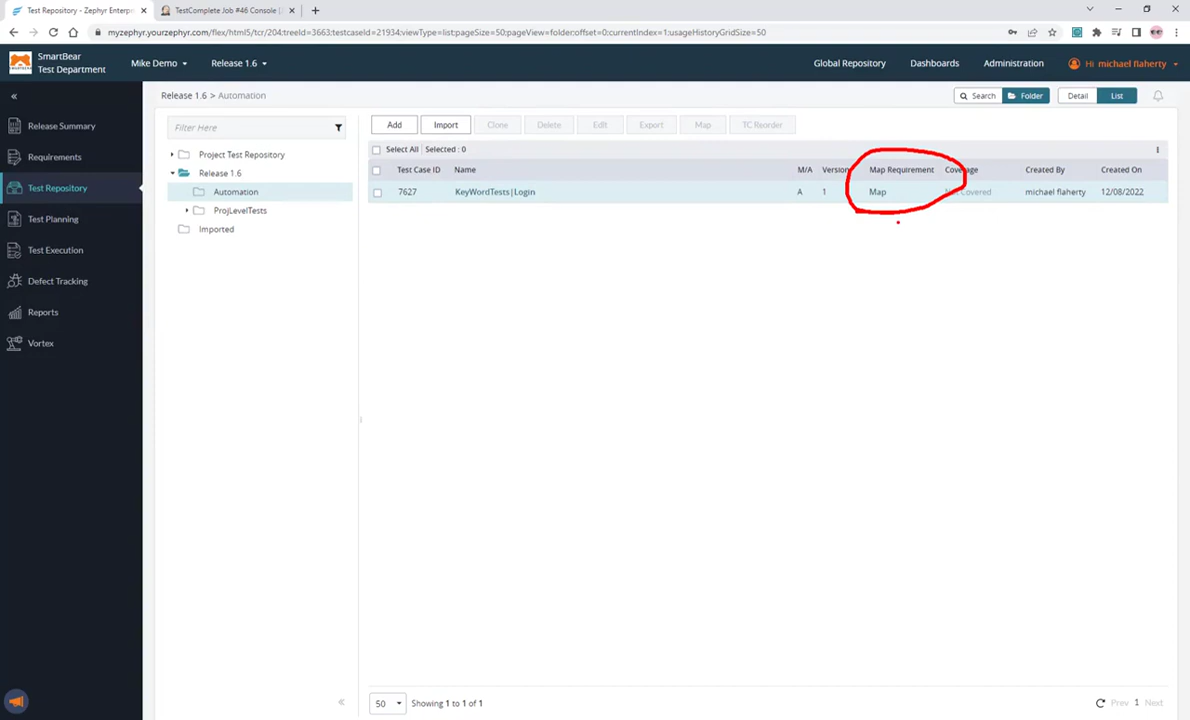 Test Repository - Zephyr Enterp
TestComplete Job #46 Console [
myzephyr.yourzephyr.com/flex/html5/tcr/204;treeId=3663;testcaseId=21934;viewType=list;pageSize=50;pageView=folder;offset=0;currentIndex=1;usageHistoryGridSize=50
SmartBear
Test Department
Mike Demo
Release 1.6
Global Repository
Dashboards
Administration
Hi michael flaherty
Release 1.6 > Automation
Search
Folder
Detail
List
Release Summary
Requirements
Test Repository
Test Planning
Test Execution
Defect Tracking
Reports
Vortex
Filter Here
Project Test Repository
Release 1.6
Automation
ProjLevelTests
Imported
Add
Import
Clone
Delete
Edit
Export
Map
TC Reorder
Select All
Selected : 0
Test Case ID
Name
M/A
Version
Map Requirement
Coverage
Created By
Created On
7627
KeyWordTests|Login
A
1
Map
Not Covered
michael flaherty
12/08/2022
50
Showing 1 to 1 of 1
Prev
1
Next